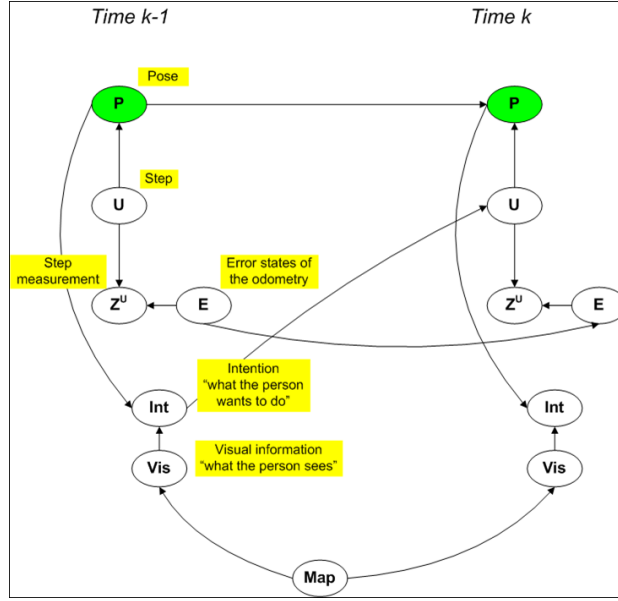 Time k-1
Time k
Pose
P
P
Step
U
U
Step
measurement
Error states of
the odometry
Z^U
E
Z^U
E
Intention
“what the
person
wants to do”
Int
Int
Visual information
“what the person sees”
Vis
Vis
Map